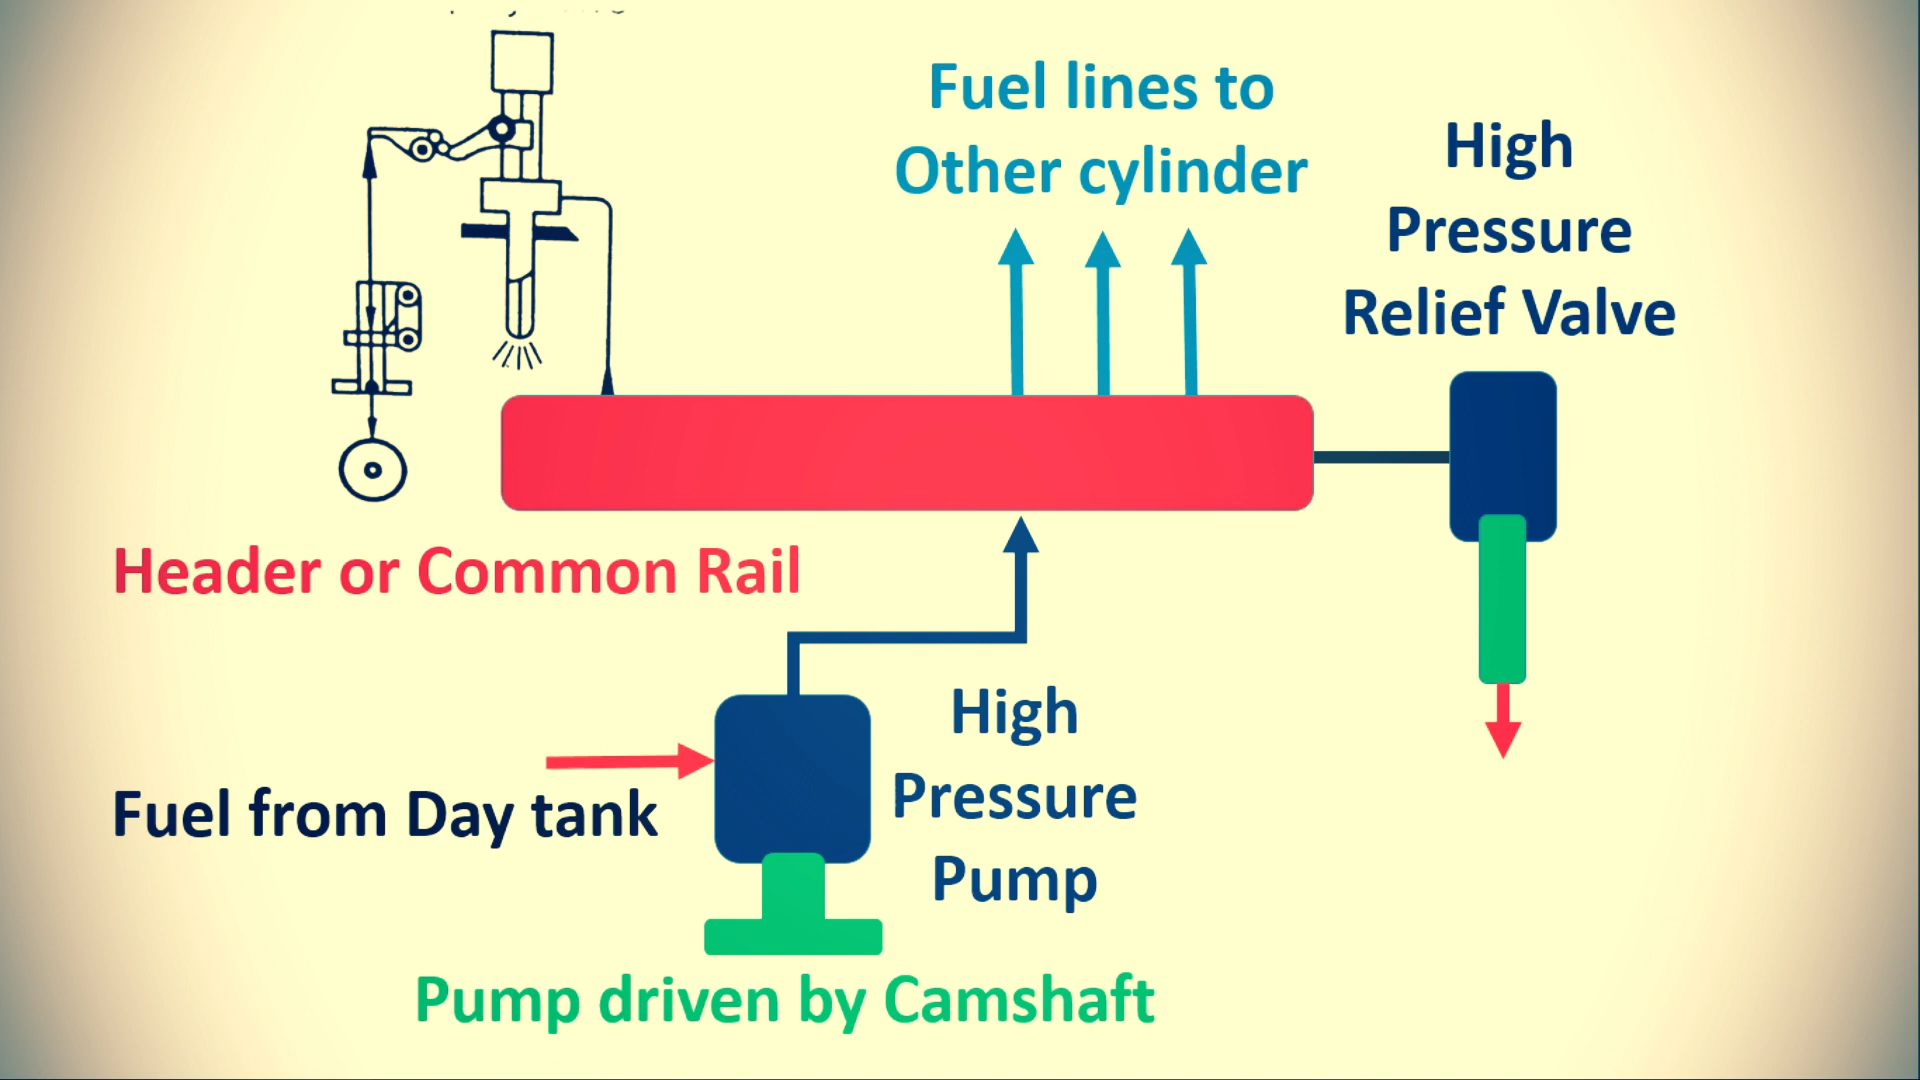 Fuel lines to
Other cylinder
High
Pressure
Relief Valve
Header or Common Rail
High
Pressure
Pump
Fuel from Day tank
Pump driven by Camshaft